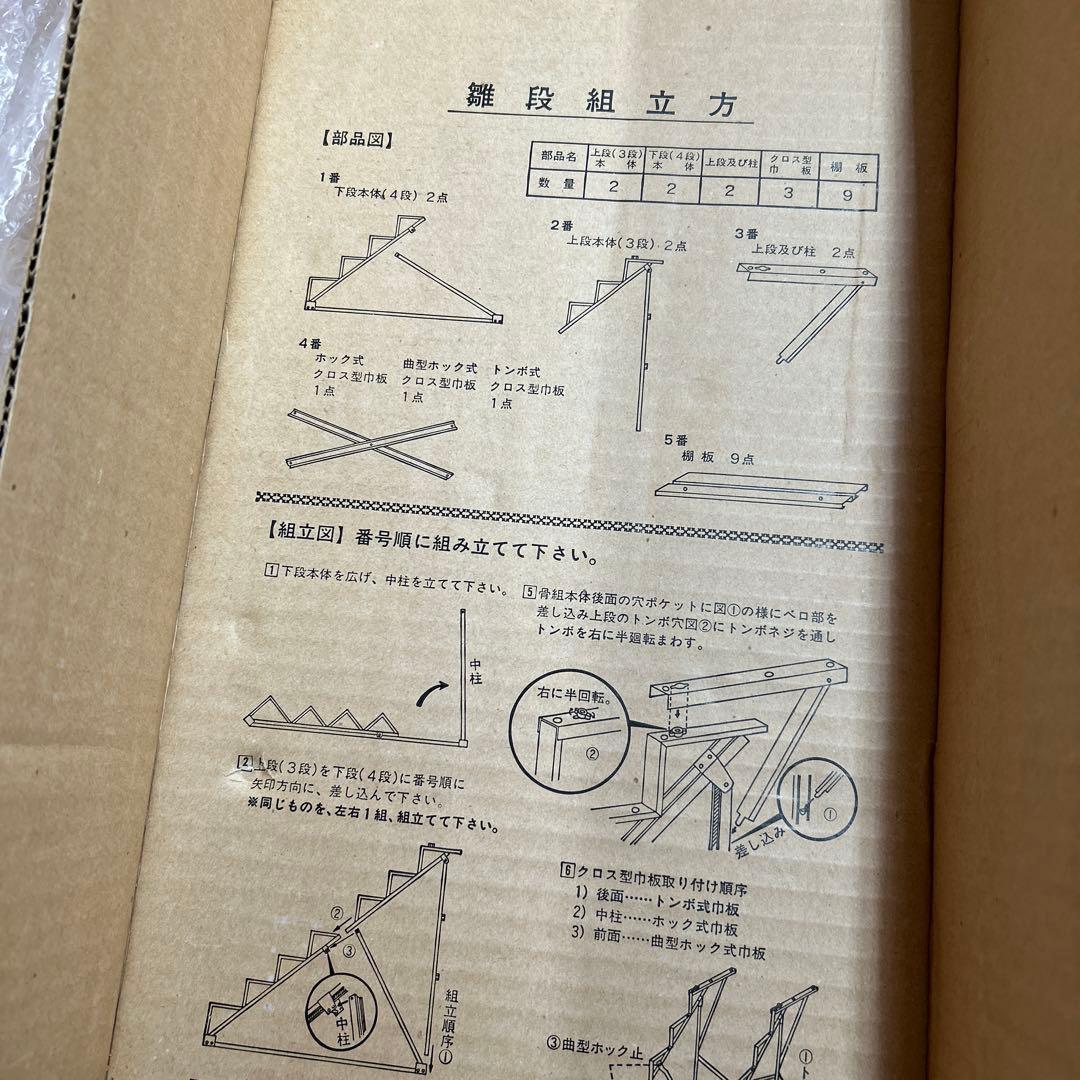 雛段組立方
【部品図】
部品名 上段(3段)本体 下段(4段)本体 上段及び柱 クロス型巾板 棚板
数量 2 2 2 3 9
1番
下段本体(4段) 2点
2番
上段本体(3段)・2点
3番
上段及び柱 2点
4番
ホック式
クロス型巾板
1点
曲型ホック式
クロス型巾板
1点
トンボ式
クロス型巾板
1点
5番
棚板 9点
【組立図】番号順に組み立てて下さい。
1 下段本体を広げ、中柱を立てて下さい。
中柱
2 上段(3段)を下段(4段)に番号順に
矢印方向に、差し込んで下さい。
※同じものを、左右1組、組立てて下さい。
②
③
中柱
組立順序①
5 骨組本体後面の穴ポケットに図①の様にベロ部を
差し込み上段のトンボ穴図②にトンボネジを通し
トンボを右に半廻転まわす。
右に半回転。
②
①
差し込み
6 クロス型巾板取り付け順序
1) 後面……トンボ式巾板
2) 中柱……ホック式巾板
3) 前面……曲型ホック式巾板
③曲型ホック止
①ト